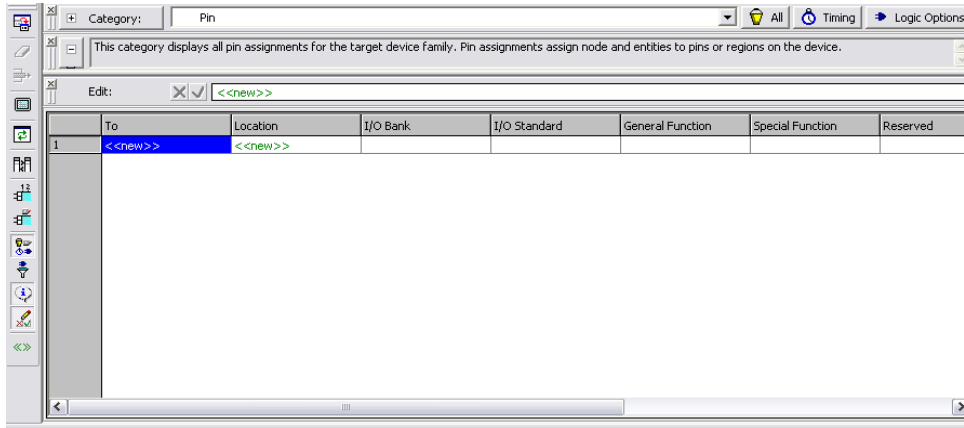 Category: Pin All Timing Logic Options
This category displays all pin assignments for the target device family. Pin assignments assign node and entities to pins or regions on the device.
Edit: <<new>>
To Location I/O Bank I/O Standard General Function Special Function Reserved
1 <<new>> <<new>>